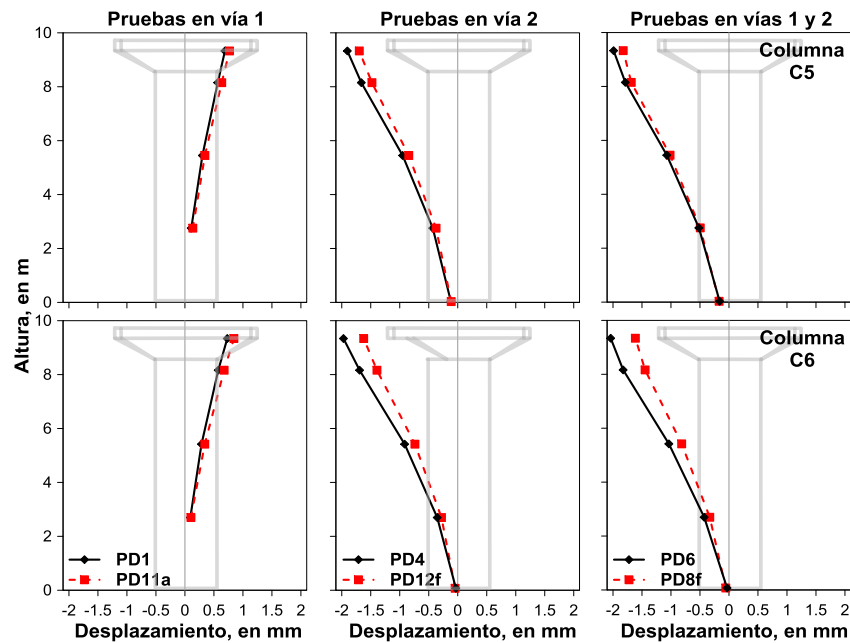 Pruebas en vía 1
Pruebas en vía 2
Pruebas en vías 1 y 2
10
8
6
4
2
0
Columna
C5
Altura, en m
10
8
6
4
2
0
Columna
C6
PD1
PD11a
PD4
PD12f
PD6
PD8f
-2 -1.5 -1 -0.5 0 0.5 1 1.5 2
-2 -1.5 -1 -0.5 0 0.5 1 1.5 2
-2 -1.5 -1 -0.5 0 0.5 1 1.5 2
Desplazamiento, en mm
Desplazamiento, en mm
Desplazamiento, en mm